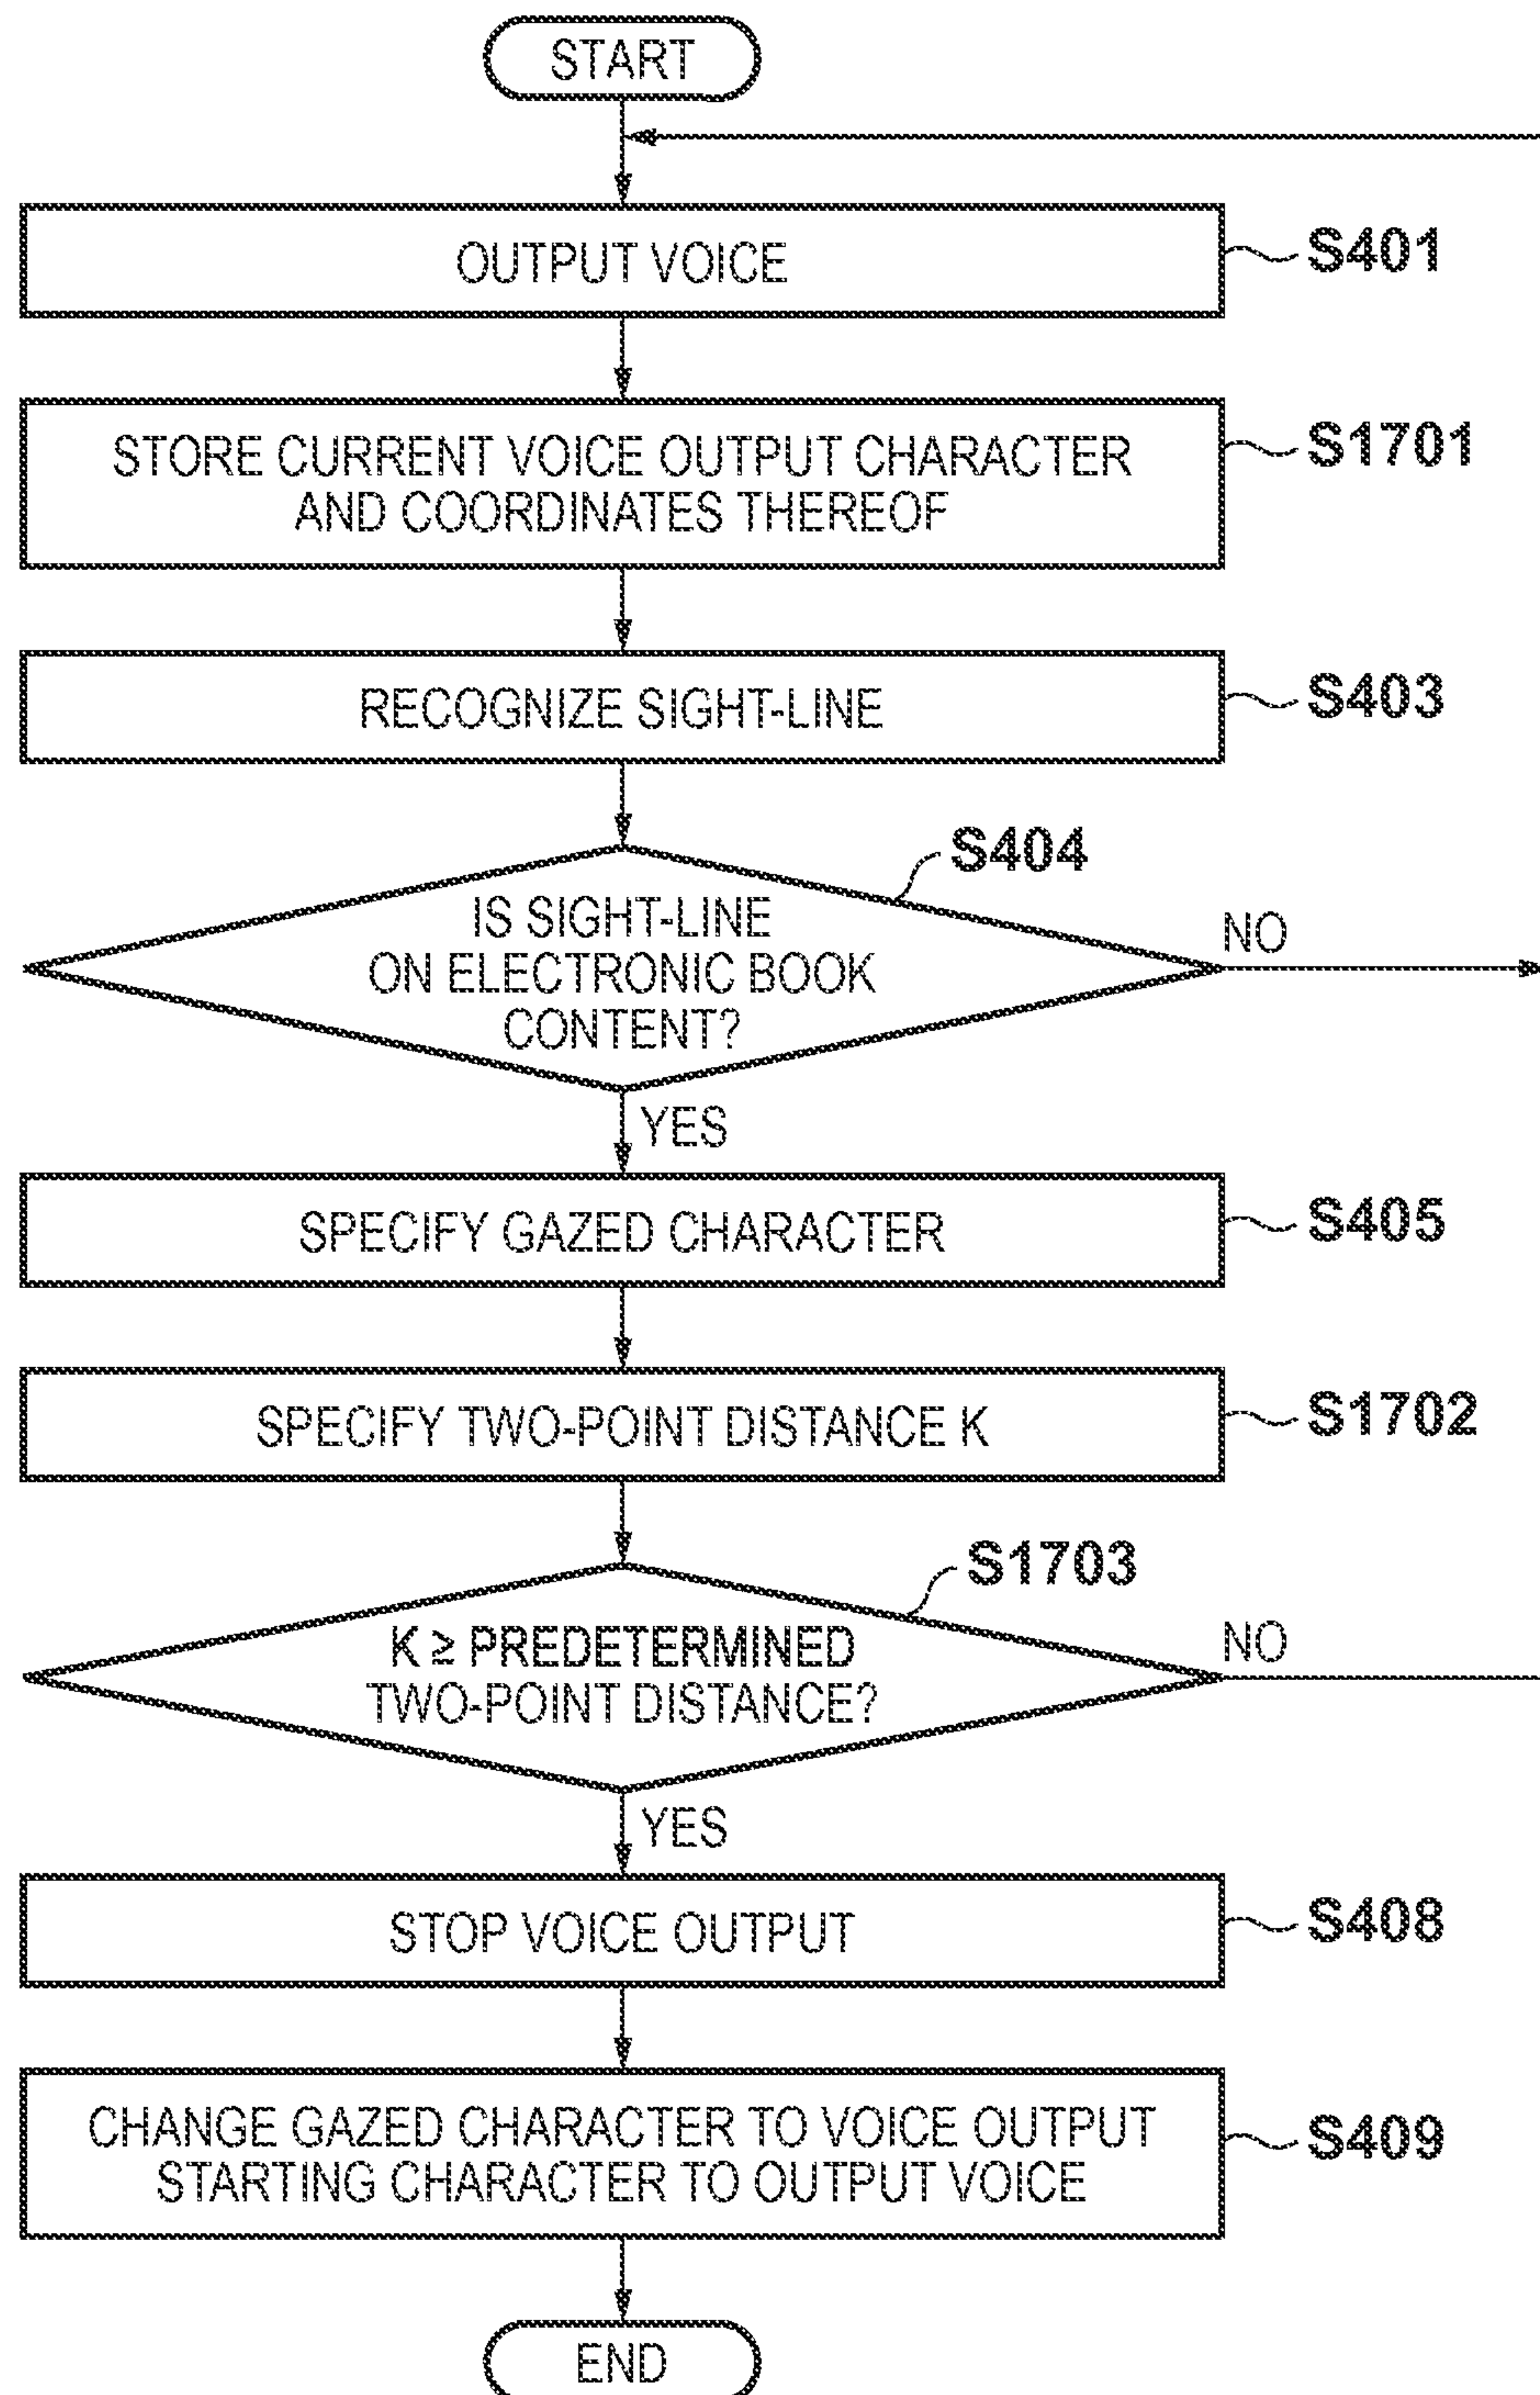 START
OUTPUT VOICE
S401
STORE CURRENT VOICE OUTPUT CHARACTER
AND COORDINATES THEREOF
S1701
RECOGNIZE SIGHT-LINE
S403
S404
IS SIGHT-LINE
ON ELECTRONIC BOOK
CONTENT?
NO
YES
SPECIFY GAZED CHARACTER
S405
SPECIFY TWO-POINT DISTANCE K
S1702
S1703
K ≥ PREDETERMINED
TWO-POINT DISTANCE?
NO
YES
STOP VOICE OUTPUT
S408
CHANGE GAZED CHARACTER TO VOICE OUTPUT
STARTING CHARACTER TO OUTPUT VOICE
S409
END